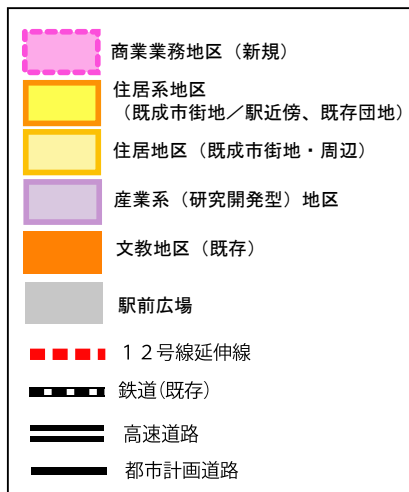 商業業務地区（新規）
住居系地区
（既成市街地／駅近傍、既存団地）
住居地区（既成市街地・周辺）
産業系（研究開発型）地区
文教地区（既存）
駅前広場
１２号線延伸線
鉄道(既存)
高速道路
都市計画道路